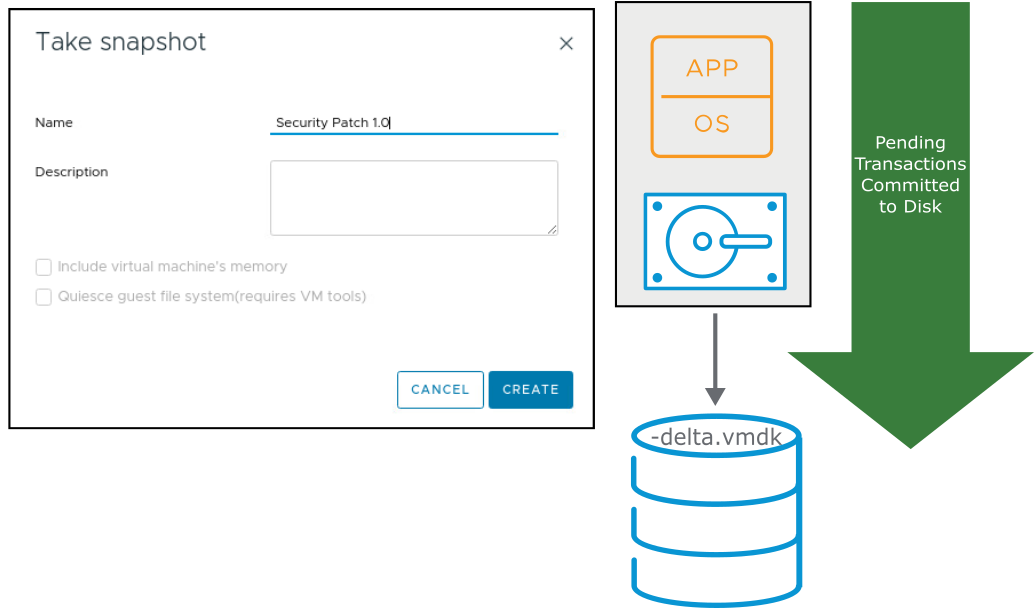 Take snapshot
Name
Security Patch 1.0
Description
Include virtual machine's memory
Quiesce guest file system(requires VM tools)
CANCEL
CREATE
APP
OS
Pending
Transactions
Committed
to Disk
-delta.vmdk